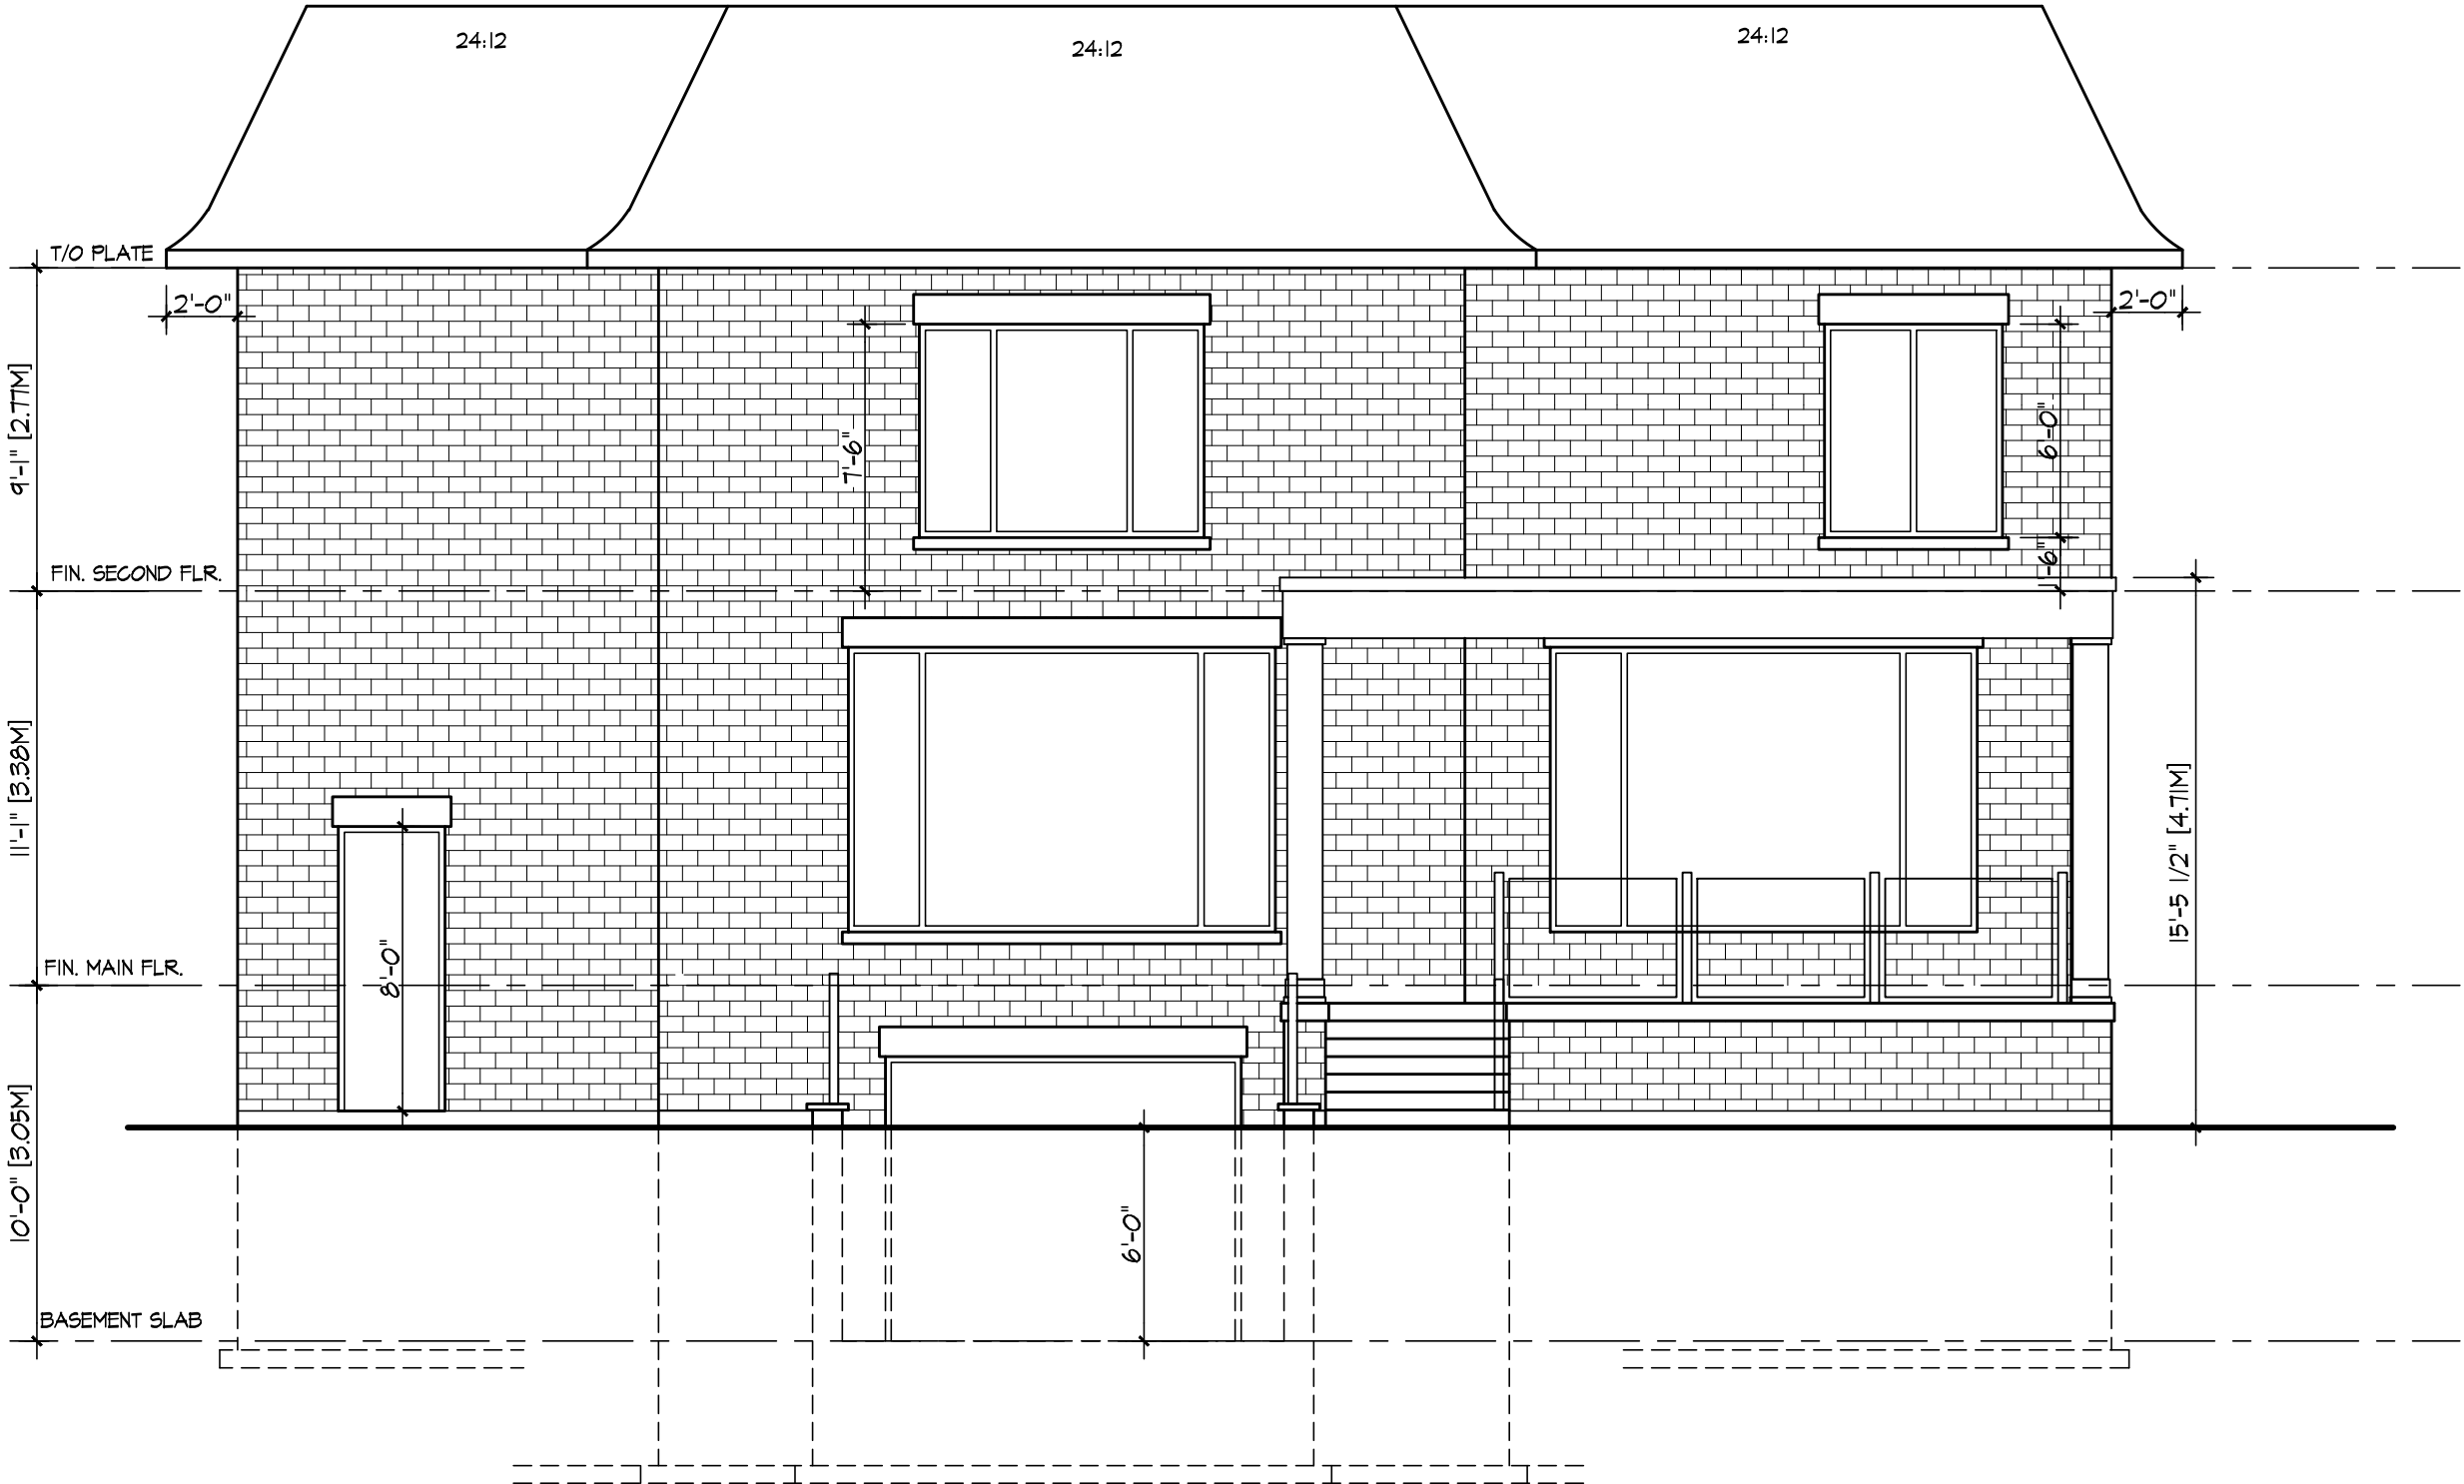 24:12
24:12
24:12
T/O PLATE
2'-0"
2'-0"
9'-1" [2.77M]
7'-6"
6'-0"
FIN. SECOND FLR.
-6"
11'-1" [3.38M]
15'-5 1/2" [4.71M]
8'-0"
FIN. MAIN FLR.
10'-0" [3.05M]
6'-0"
BASEMENT SLAB